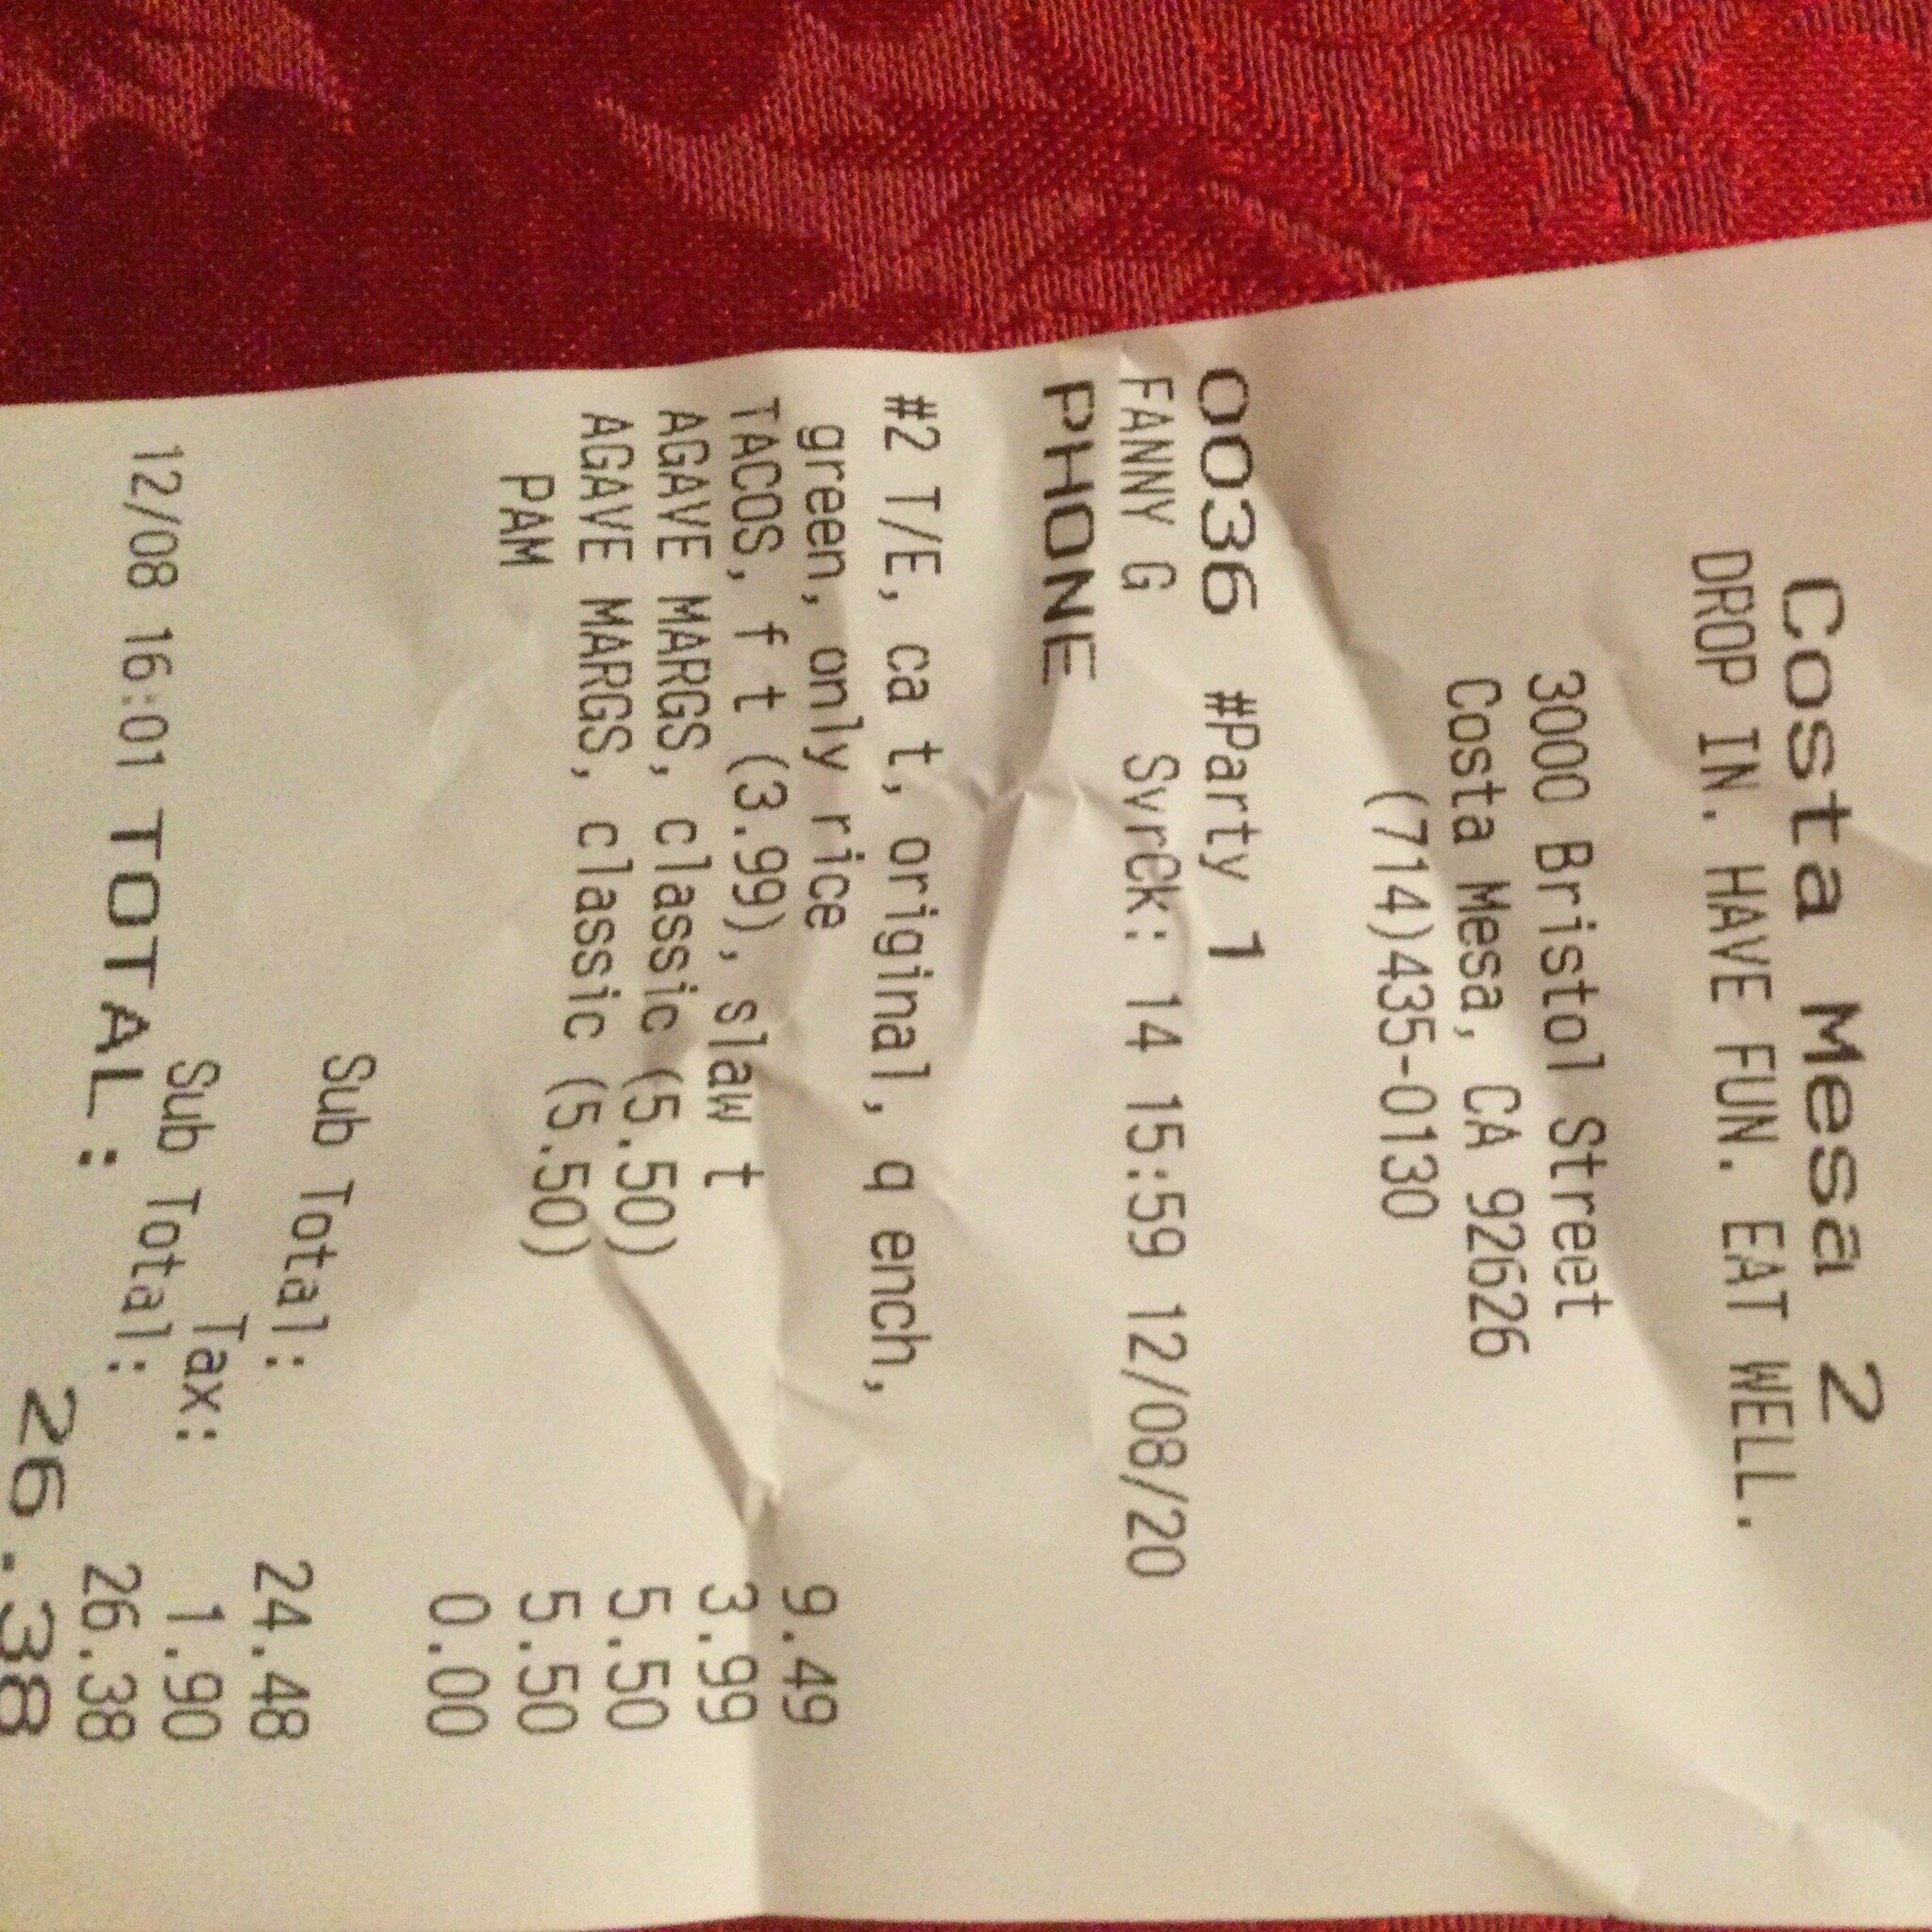 Costa Mesa 2
DROP IN. HAVE FUN. EAT WELL.
3000 Bristol Street
Costa Mesa, CA 92626
(714)435-0130
0036 #Party 1
FANNY G SvrCk: 14 15:59 12/08/20
PHONE
#2 T/E, ca t, original, q ench,
green, only rice 9.49
TACOS, f t (3.99), slaw t 3.99
AGAVE MARGS, classic (5.50) 5.50
AGAVE MARGS, classic (5.50) 5.50
PAM 0.00
Sub Total: 24.48
Tax: 1.90
Sub Total: 26.38
12/08 16:01 TOTAL: 26.38